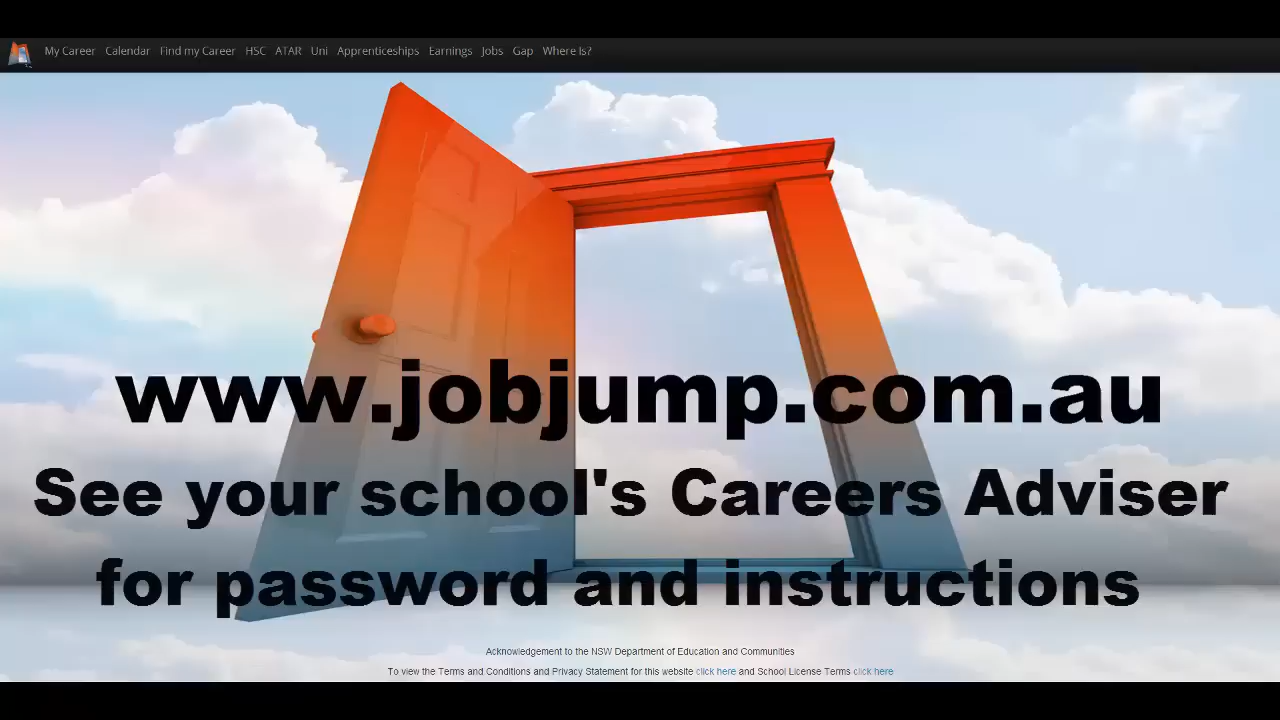 My Career Calendar Find my Career HSC ATAR Uni Apprenticeships Earnings Jobs Gap Where Is?
www.jobjump.com.au
See your school's Careers Adviser
for password and instructions
Acknowledgement to the NSW Department of Education and Communities
To view the Terms and Conditions and Privacy Statement for this website click here and School License Terms click here